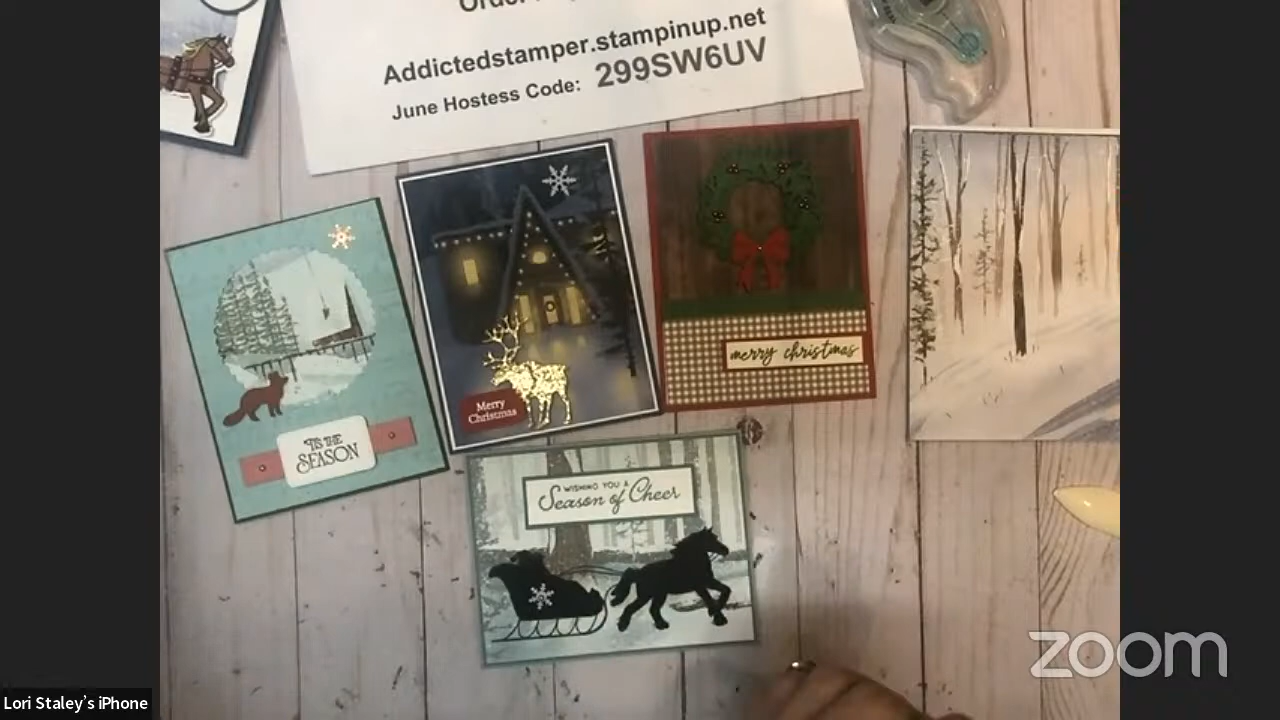 Addictedstamper.stampinup.net
June Hostess Code: 299SW6UV
merry christmas
Merry
Christmas
'TIS THE
SEASON
WISHING YOU A
Season of Cheer
zoom
Lori Staley's iPhone